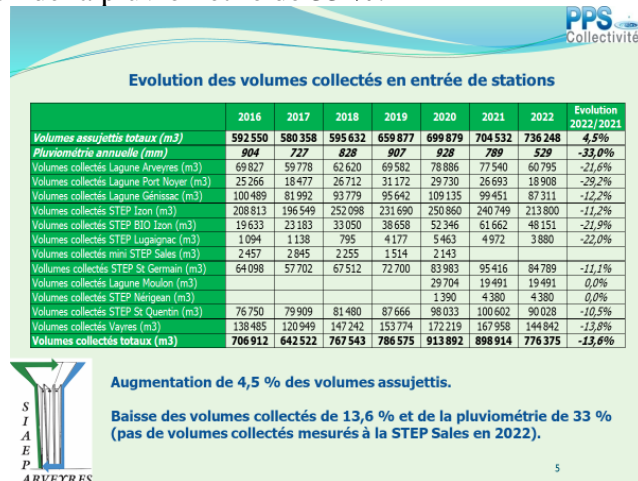 PPS
Collectivité
Evolution des volumes collectés en entrée de stations
2016 2017 2018 2019 2020 2021 2022 Evolution 2022/2021
Volumes assujettis totaux (m3) 592 550 580 358 595 632 659 877 699 879 704 532 736 248 4,5%
Pluviométrie annuelle (mm) 904 727 828 907 928 789 529 -33,0%
Volumes collectés Lagune Arveyres (m3) 69 827 59 778 62 620 69 582 78 886 77 540 60 795 -21,6%
Volumes collectés Lagune Port Noyer (m3) 25 266 18 477 26 712 31 172 29 730 26 693 18 908 -29,2%
Volumes collectés Lagune Génissac (m3) 100 489 81 992 93 779 95 642 109 135 99 451 87 311 -12,2%
Volumes collectés STEP Izon (m3) 208 813 196 549 252 098 231 690 250 860 240 749 213 800 -11,2%
Volumes collectés STEP BIO Izon (m3) 19 633 23 183 33 050 38 658 52 346 61 662 48 151 -21,9%
Volumes collectés STEP Lugaignac (m3) 1 094 1 138 795 4 177 5 463 4 972 3 880 -22,0%
Volumes collectés mini STEP Sales (m3) 2 457 2 845 2 255 1 514 2 143
Vollumes collectés STEP St Germain (m3) 64 098 57 702 67 512 72 700 83 983 95 416 84 789 -11,1%
Volumes collectés Lagune Moulon (m3) 29 704 19 491 19 491 0,0%
Volumes collectés STEP Nérigean (m3) 1 390 4 380 4 380 0,0%
Volumes collectés STEP St Quentin (m3) 76 750 79 909 81 480 87 666 98 033 100 602 90 028 -10,5%
Volumes collectés Vayres (m3) 138 485 120 949 147 242 153 774 172 219 167 958 144 842 -13,8%
Volumes collectés totaux (m3) 706 912 642 522 767 543 786 575 913 892 898 914 776 375 -13,6%
Augmentation de 4,5 % des volumes assujettis.
Baisse des volumes collectés de 13,6 % et de la pluviométrie de 33 %
(pas de volumes collectés mesurés à la STEP Sales en 2022).
S
I
A
E
P
ARVEYRES
5